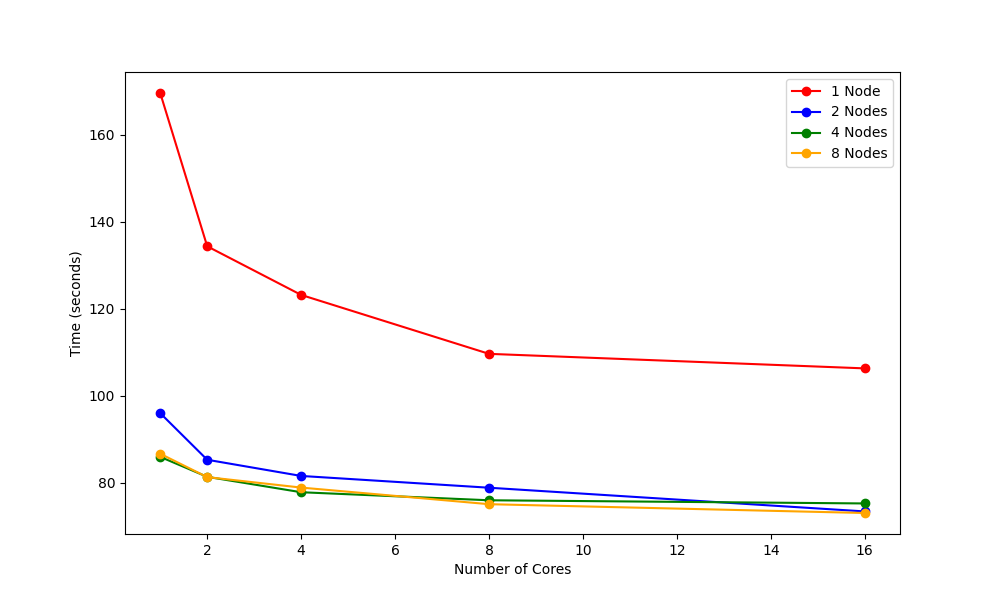 1 Node
2 Nodes
4 Nodes
8 Nodes
Time (seconds)
160
140
120
100
80
2 4 6 8 10 12 14 16
Number of Cores